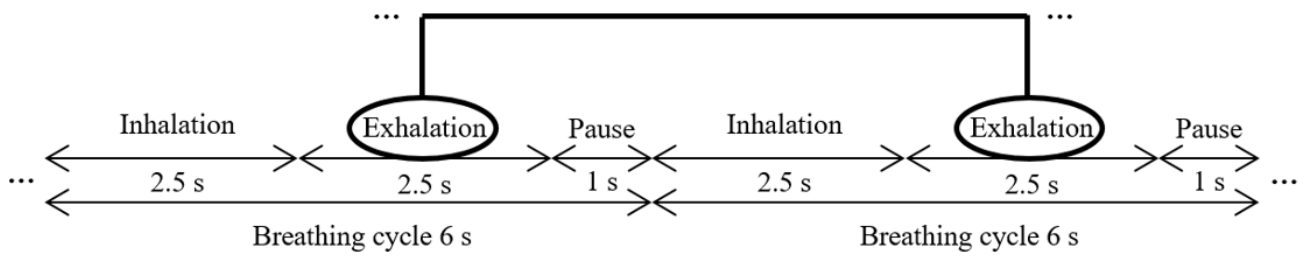 ... ...
Inhalation Exhalation Pause Inhalation Exhalation Pause
... 2.5 s 2.5 s 1 s 2.5 s 2.5 s 1 s ...
Breathing cycle 6 s Breathing cycle 6 s